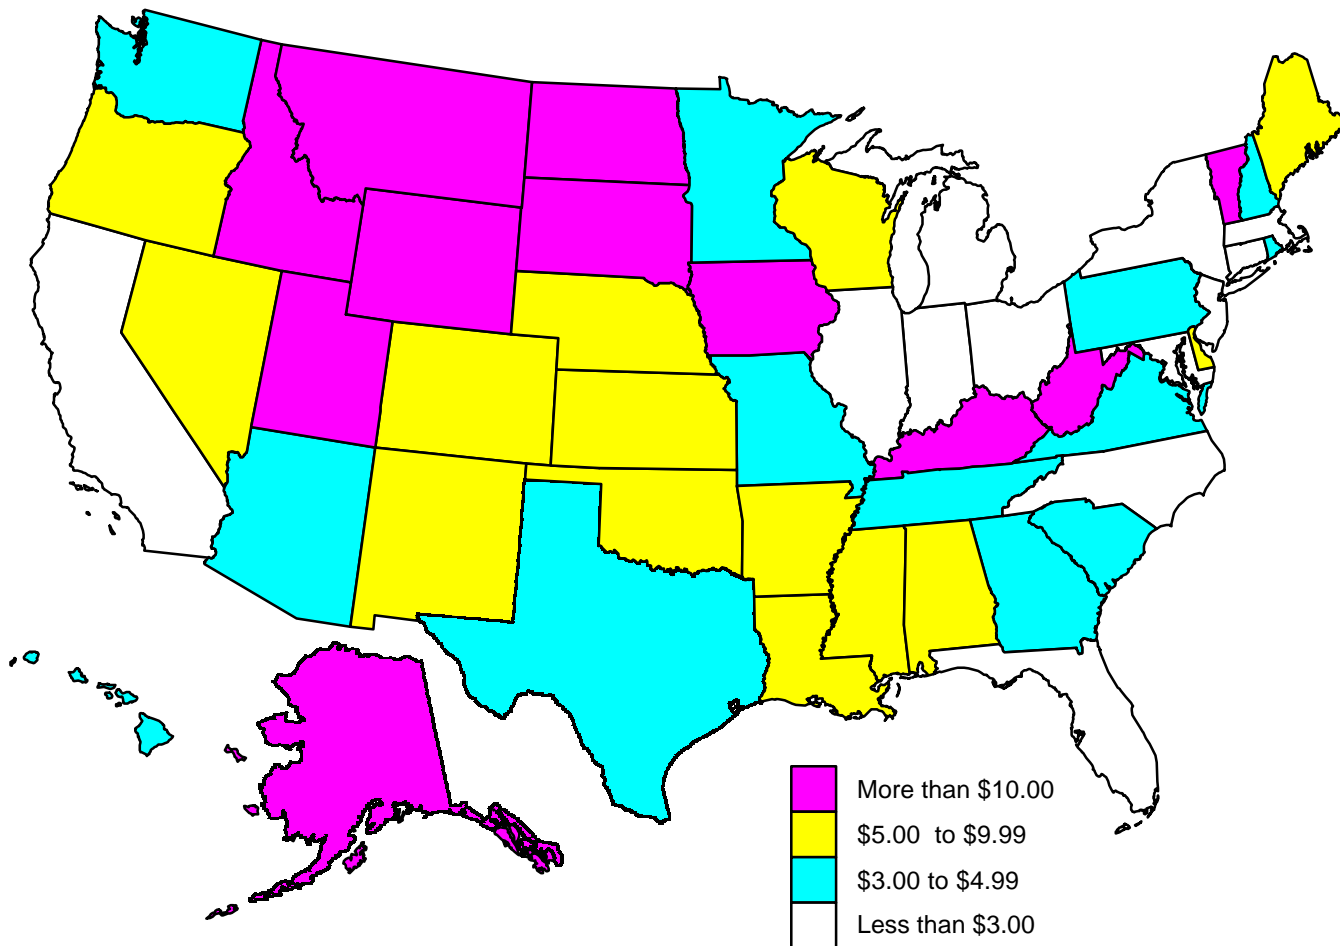 More than $10.00
$5.00  to $9.99
$3.00 to $4.99
Less than $3.00